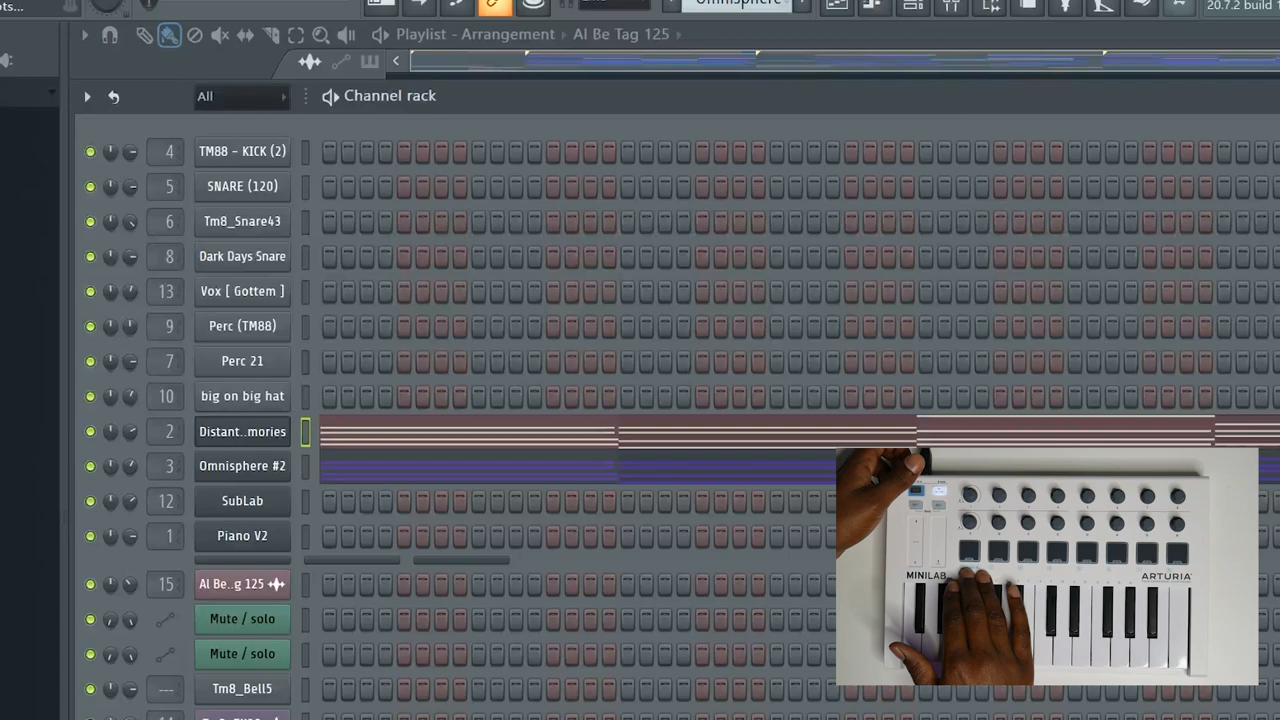 ots...
Omnisphere
20.7.2 build 1
Playlist - Arrangement › Al Be Tag 125 ›
All
Channel rack
4 TM88 - KICK (2)
5 SNARE (120)
6 Tm8_Snare43
8 Dark Days Snare
13 Vox [ Gottem ]
9 Perc (TM88)
7 Perc 21
10 big on big hat
2 Distant..mories
3 Omnisphere #2
12 SubLab
1 Piano V2
15 Al Be..g 125
Mute / solo
Mute / solo
--- Tm8_Bell5
MINILAB
ARTURIA